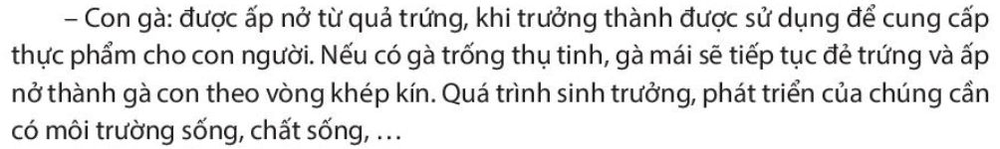 – Con gà: được ấp nở từ quả trứng, khi trưởng thành được sử dụng để cung cấp
thực phẩm cho con người. Nếu có gà trống thụ tinh, gà mái sẽ tiếp tục đẻ trứng và ấp
nở thành gà con theo vòng khép kín. Quá trình sinh trưởng, phát triển của chúng cần
có môi trường sống, chất sống, ...